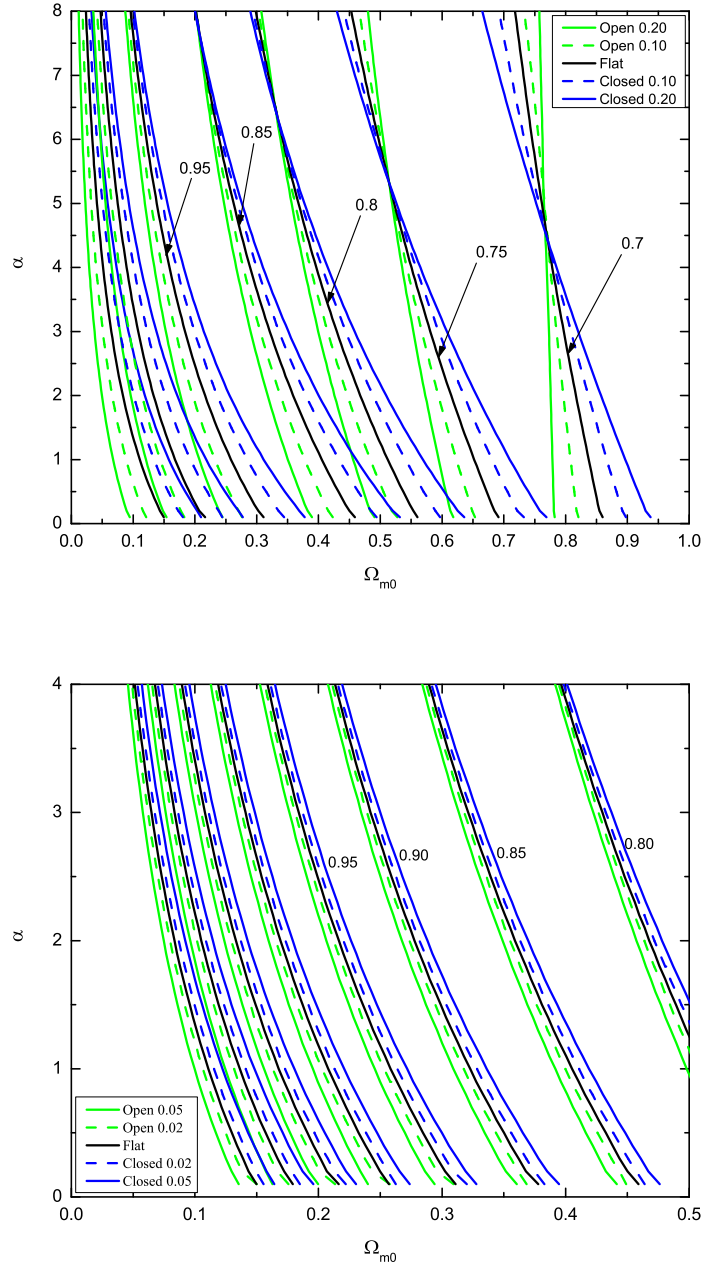 8
7
6
5
4
3
2
1
0
α
0.0 0.1 0.2 0.3 0.4 0.5 0.6 0.7 0.8 0.9 1.0
Ωm0
Open 0.20
Open 0.10
Flat
Closed 0.10
Closed 0.20
0.95
0.85
0.8
0.75
0.7
4
3
2
1
0
α
0.0 0.1 0.2 0.3 0.4 0.5
Ωm0
0.95
0.90
0.85
0.80
Open 0.05
Open 0.02
Flat
Closed 0.02
Closed 0.05